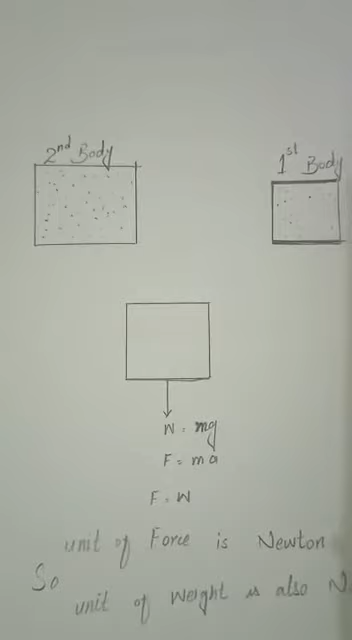 2nd Body
1st Body
W = mg
F = ma
F = W
unit of Force is Newton
So
unit of Weight is also N